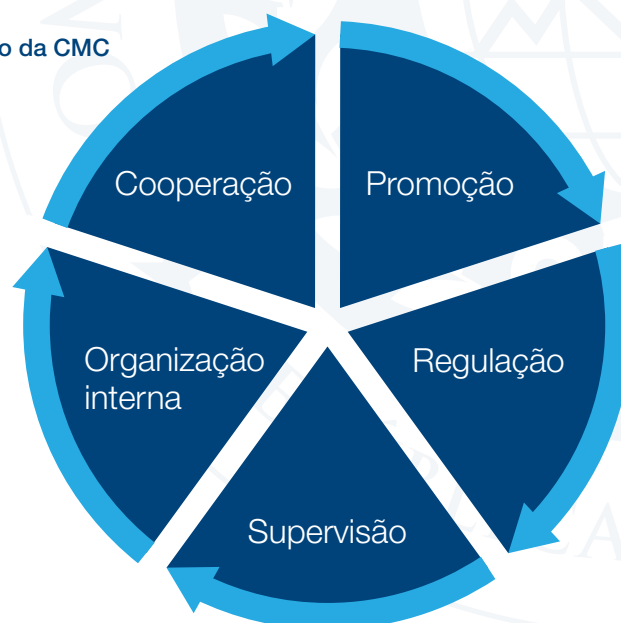 o da CMC
Cooperação
Promoção
Organização
interna
Regulação
Supervisão